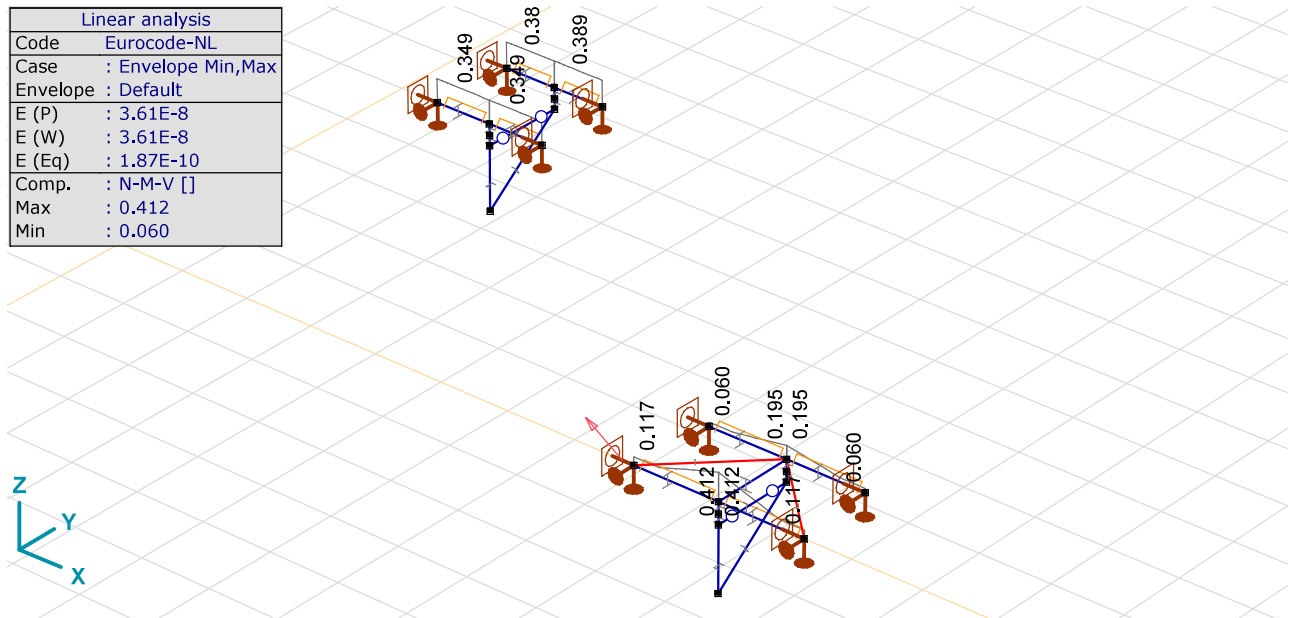 Linear analysis
Code Eurocode-NL
Case : Envelope Min,Max
Envelope : Default
E (P) : 3.61E-8
E (W) : 3.61E-8
E (Eq) : 1.87E-10
Comp. : N-M-V []
Max : 0.412
Min : 0.060
0.349
0.349
0.38
0.389
0.117
0.060
0.195
0.195
0.060
0.412
0.412
0.117
Z
Y
X